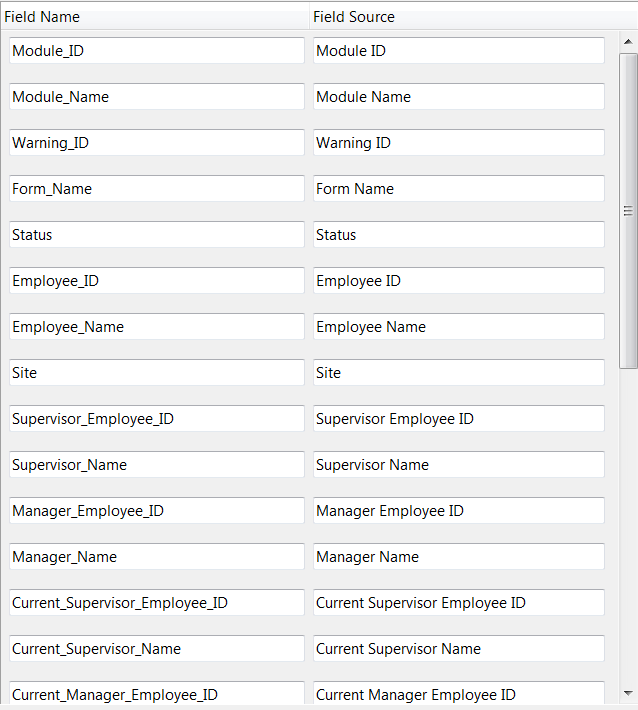 Field Name Field Source
Module_ID Module ID
Module_Name Module Name
Warning_ID Warning ID
Form_Name Form Name
Status Status
Employee_ID Employee ID
Employee_Name Employee Name
Site Site
Supervisor_Employee_ID Supervisor Employee ID
Supervisor_Name Supervisor Name
Manager_Employee_ID Manager Employee ID
Manager_Name Manager Name
Current_Supervisor_Employee_ID Current Supervisor Employee ID
Current_Supervisor_Name Current Supervisor Name
Current_Manager_Employee_ID Current Manager Employee ID